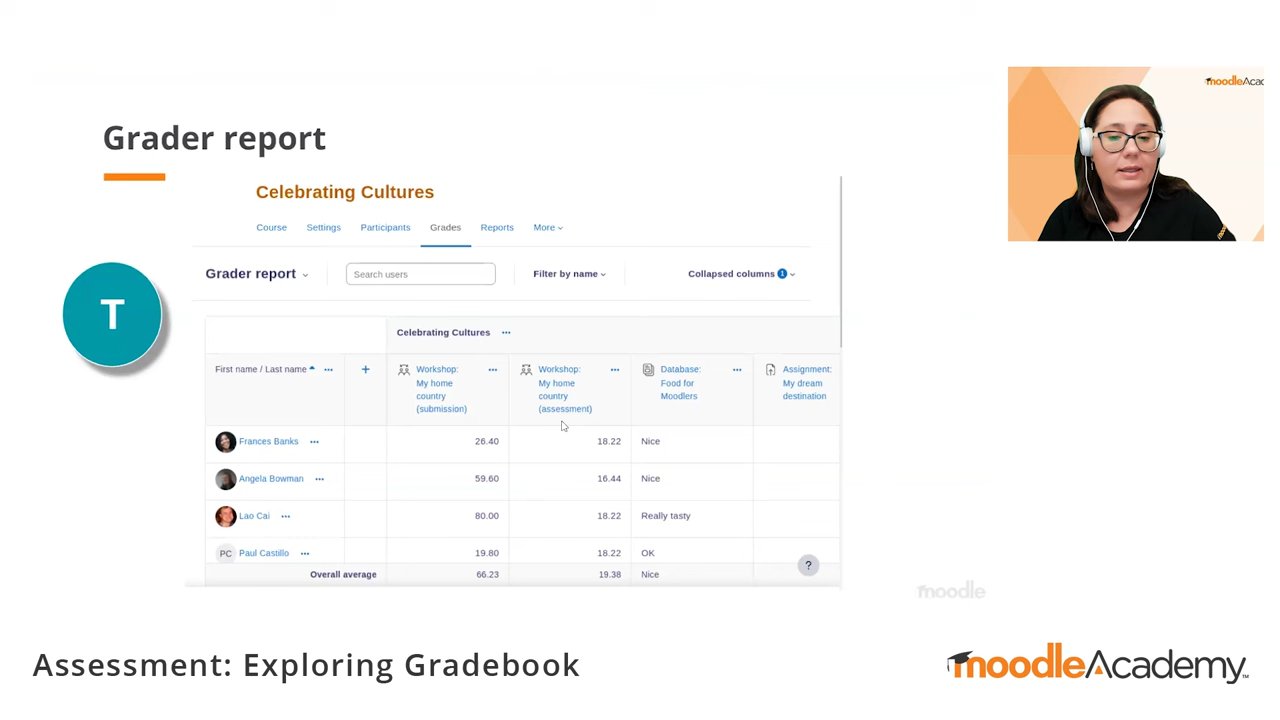 moodleAcad
Grader report
Celebrating Cultures
Course Settings Participants Grades Reports More
T
Grader report Search users Filter by name Collapsed columns 1
Celebrating Cultures
First name / Last name + Workshop: Workshop: Database: Assignment:
My home My home Food for My dream
country country Moodlers destination
(submission) (assessment)
Frances Banks 26.40 18.22 Nice
Angela Bowman 59.60 16.44 Nice
Lao Cai 80.00 18.22 Really tasty
PC Paul Castillo 19.80 18.22 OK
?
Overall average 66.23 19.38 Nice
moodle
Assessment: Exploring Gradebook
moodleAcademy™